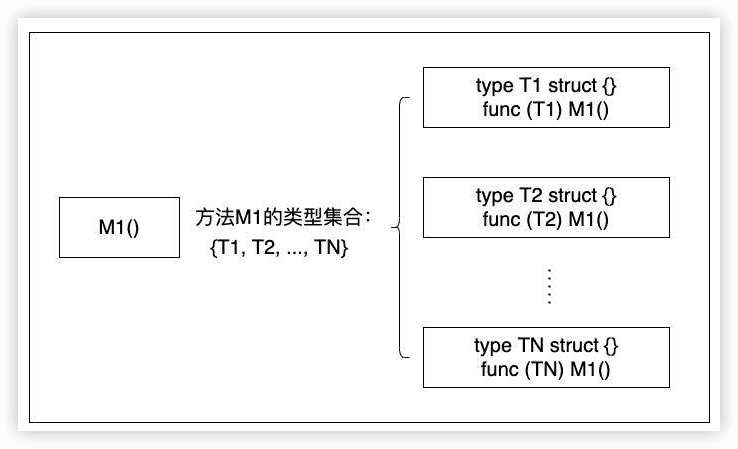 M1()
方法M1的类型集合：
{T1, T2, ..., TN}
type T1 struct {}
func (T1) M1()
type T2 struct {}
func (T2) M1()
type TN struct {}
func (TN) M1()